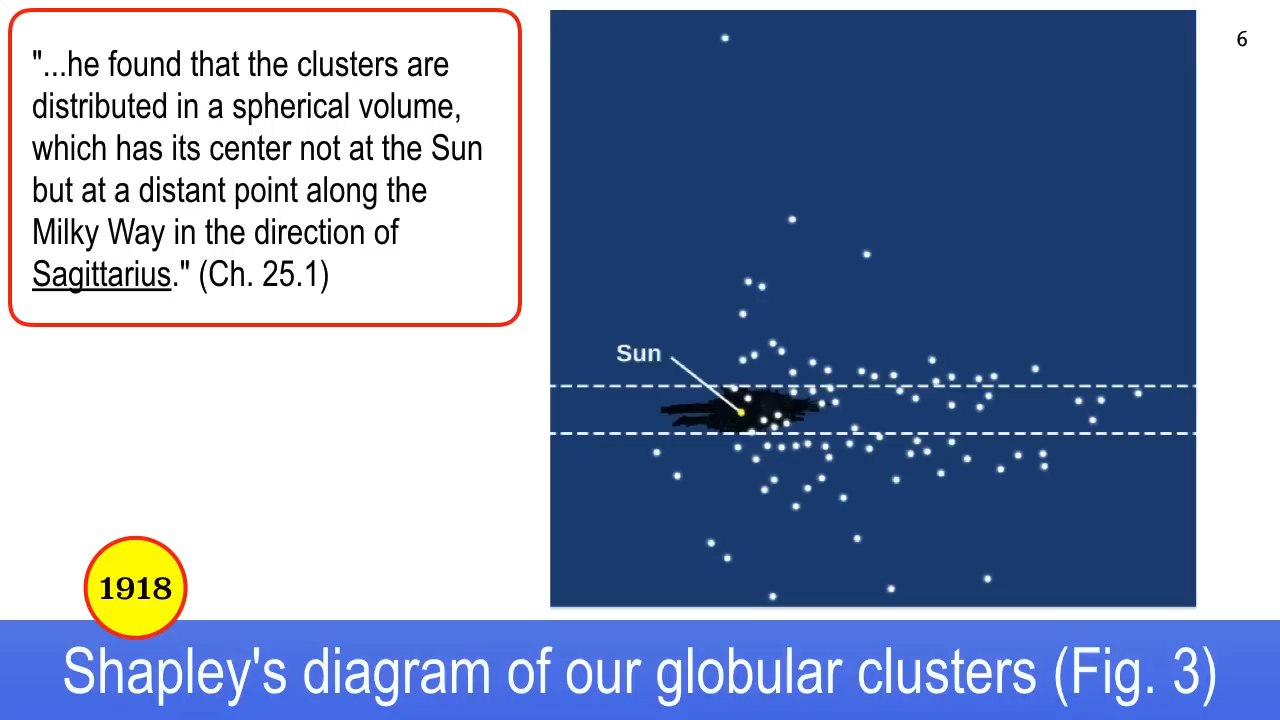 "...he found that the clusters are
distributed in a spherical volume,
which has its center not at the Sun
but at a distant point along the
Milky Way in the direction of
Sagittarius." (Ch. 25.1)
6
Sun
1918
Shapley's diagram of our globular clusters (Fig. 3)